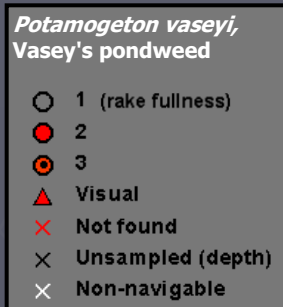 Potamogeton vaseyi,
Vasey's pondweed
1 (rake fullness)
2
3
Visual
Not found
Unsampled (depth)
Non-navigable